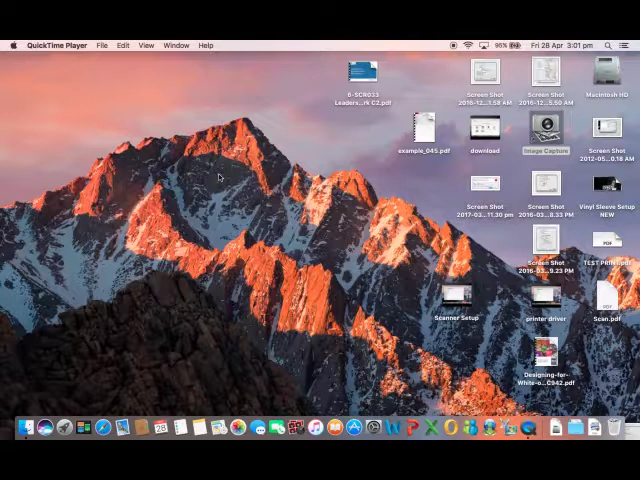 QuickTime Player File Edit View Window Help
96% Fri 28 Apr 3:01 pm
6-SCR033
Leaders...rk C2.pdf
Screen Shot
2016-12...1.58 AM
Screen Shot
2016-12...5.50 AM
Macintosh HD
example_045.pdf
download
Image Capture
Screen Shot
2012-05...0.18 AM
Screen Shot
2017-03...11.30 pm
Screen Shot
2016-03...8.33 PM
Vinyl Sleeve Setup
NEW
Screen Shot
2016-03...9.23 PM
PDF
TEST PRINT.pdf
Scanner Setup
printer driver
Scan.pdf
Designing-for-
White-o...C942.pdf
28